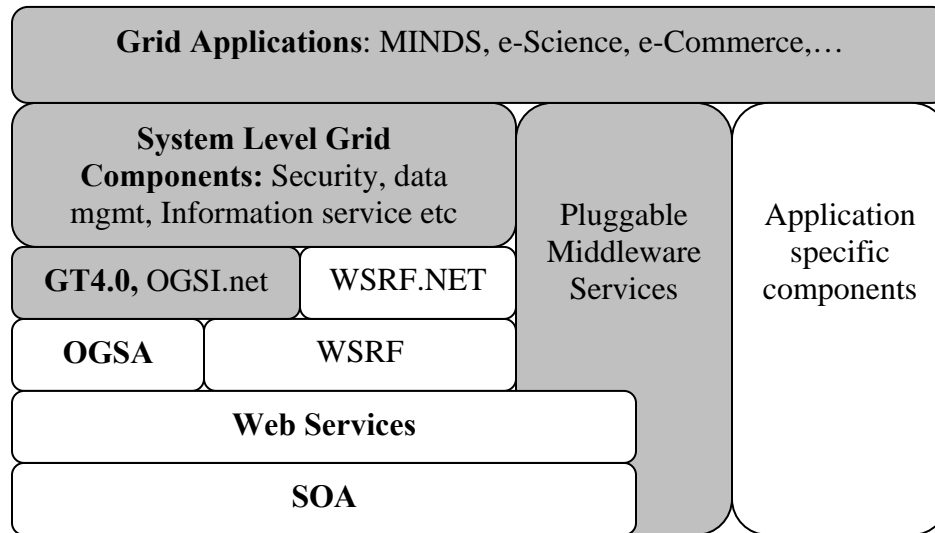 Grid Applications: MINDS, e-Science, e-Commerce,…
System Level Grid
Components: Security, data
mgmt, Information service etc
Pluggable
Middleware
Services
Application
specific
components
GT4.0, OGSI.net
WSRF.NET
OGSA
WSRF
Web Services
SOA